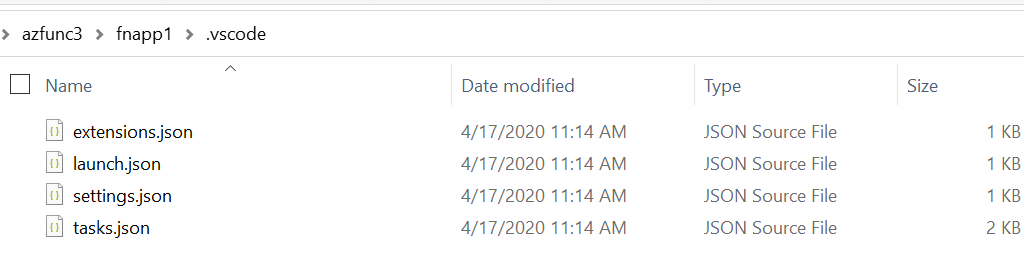 azfunc3 > fnapp1 > .vscode
Name Date modified Type Size
extensions.json 4/17/2020 11:14 AM JSON Source File 1 KB
launch.json 4/17/2020 11:14 AM JSON Source File 1 KB
settings.json 4/17/2020 11:14 AM JSON Source File 1 KB
tasks.json 4/17/2020 11:14 AM JSON Source File 2 KB